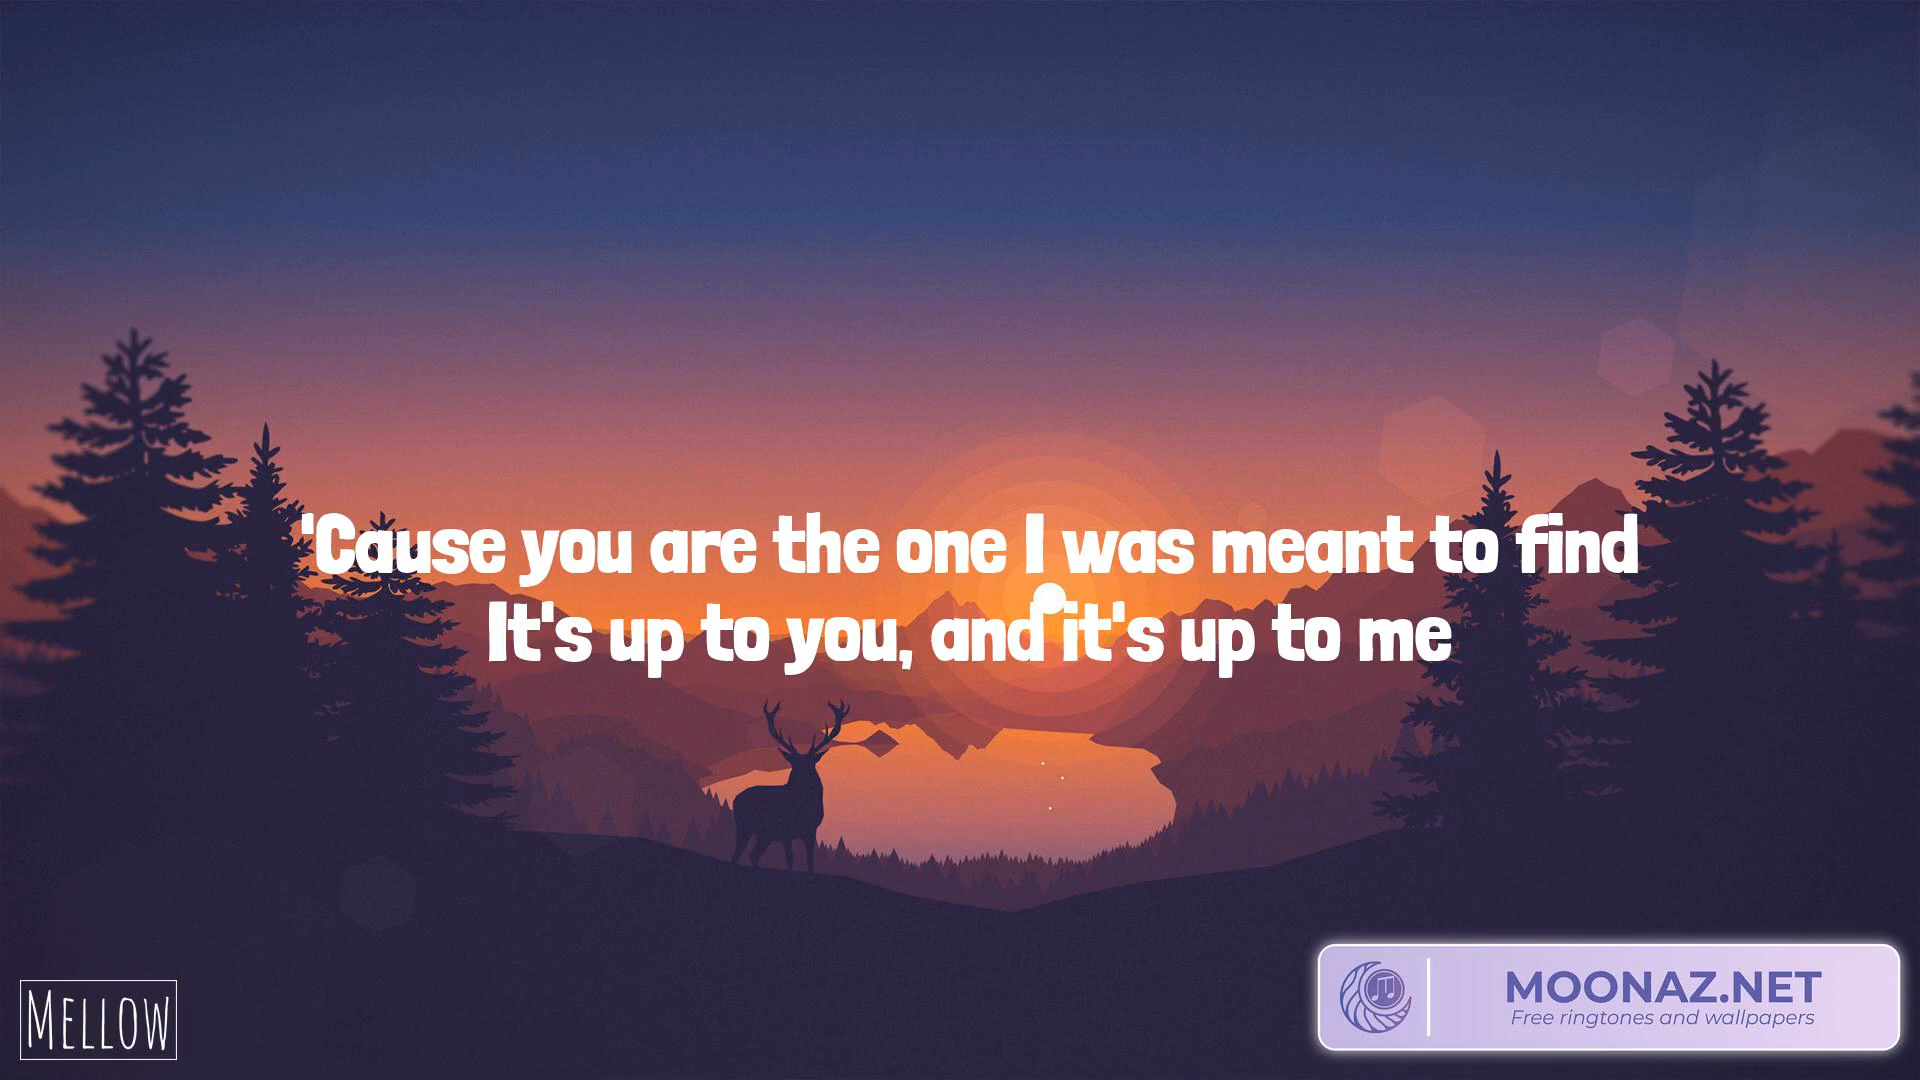 'Cause you are the one I was meant to find
It's up to you, and it's up to me
MELLOW
MOONAZ.NET
Free ringtones and wallpapers